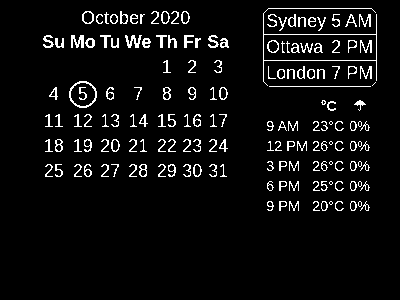 October 2020
Su Mo Tu We Th Fr Sa
1 2 3
4 5 6 7 8 9 10
11 12 13 14 15 16 17
18 19 20 21 22 23 24
25 26 27 28 29 30 31
Sydney 5 AM
Ottawa 2 PM
London 7 PM
°C ☂
9 AM 23°C 0%
12 PM 26°C 0%
3 PM 26°C 0%
6 PM 25°C 0%
9 PM 20°C 0%